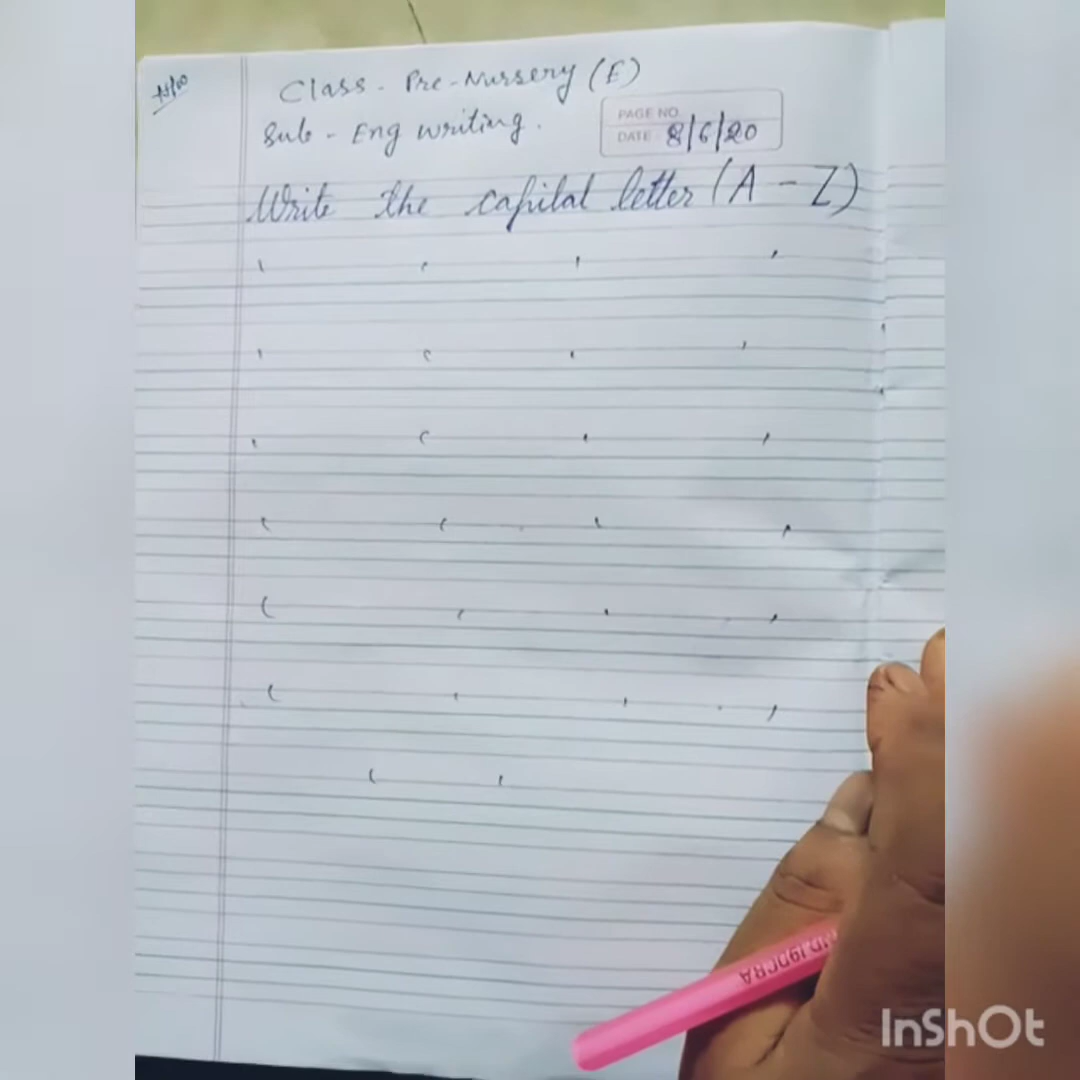 Class - Pre-Nursery (E)
Sub - Eng writing.
PAGE NO.
DATE 8/6/20
Write the capital letter (A - Z)
InShOt